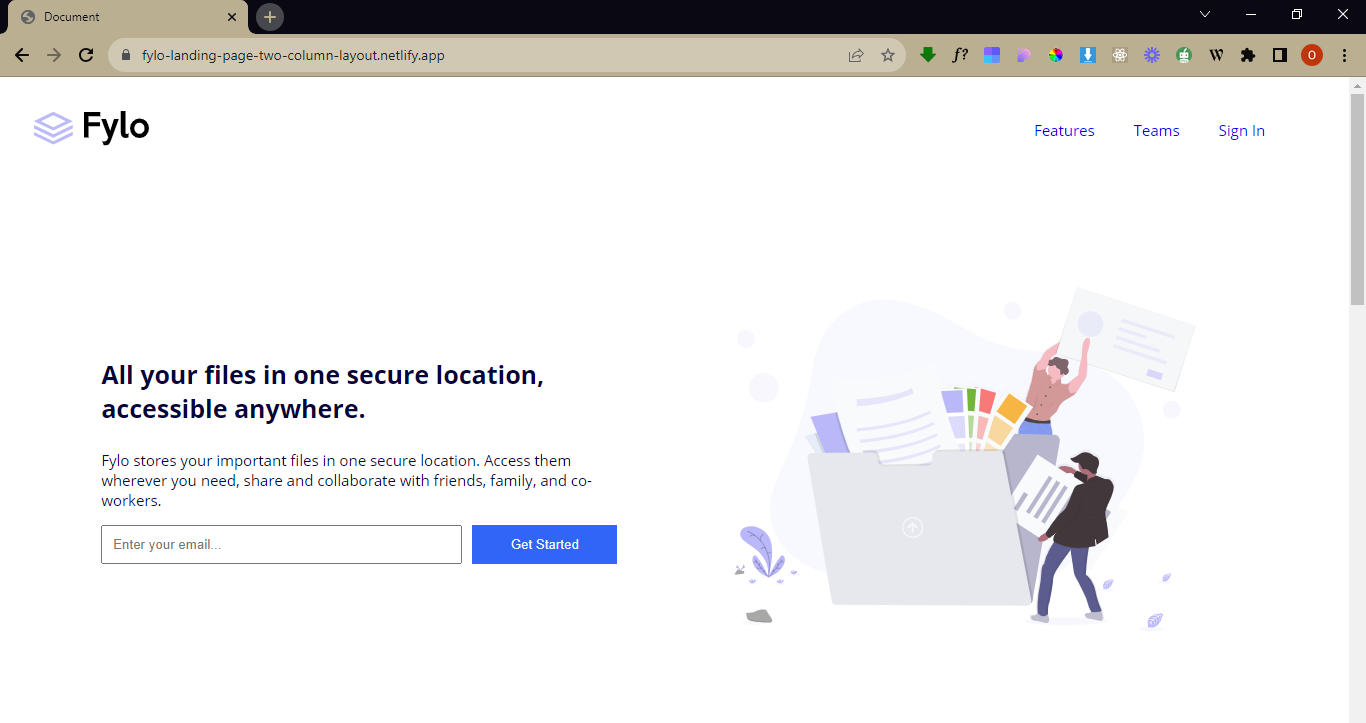 Document
fylo-landing-page-two-column-layout.netlify.app
f?
W
O
Fylo
Features
Teams
Sign In
All your files in one secure location,
accessible anywhere.
Fylo stores your important files in one secure location. Access them
wherever you need, share and collaborate with friends, family, and co-
workers.
Enter your email...
Get Started